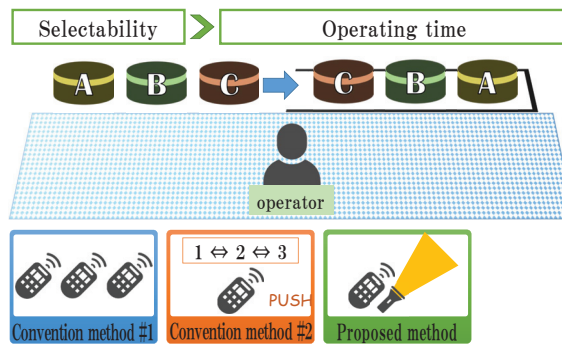 Selectability
Operating time
A B C C B A
operator
1 ⇔ 2 ⇔ 3
PUSH
Convention method #1
Convention method #2
Proposed method